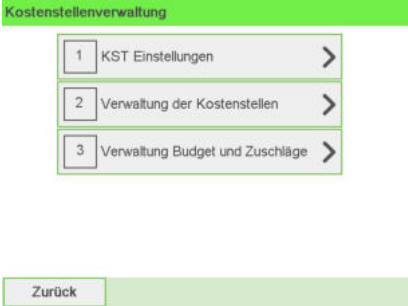 Kostenstellenverwaltung
1 KST Einstellungen
2 Verwaltung der Kostenstellen
3 Verwaltung Budget und Zuschläge
Zurück